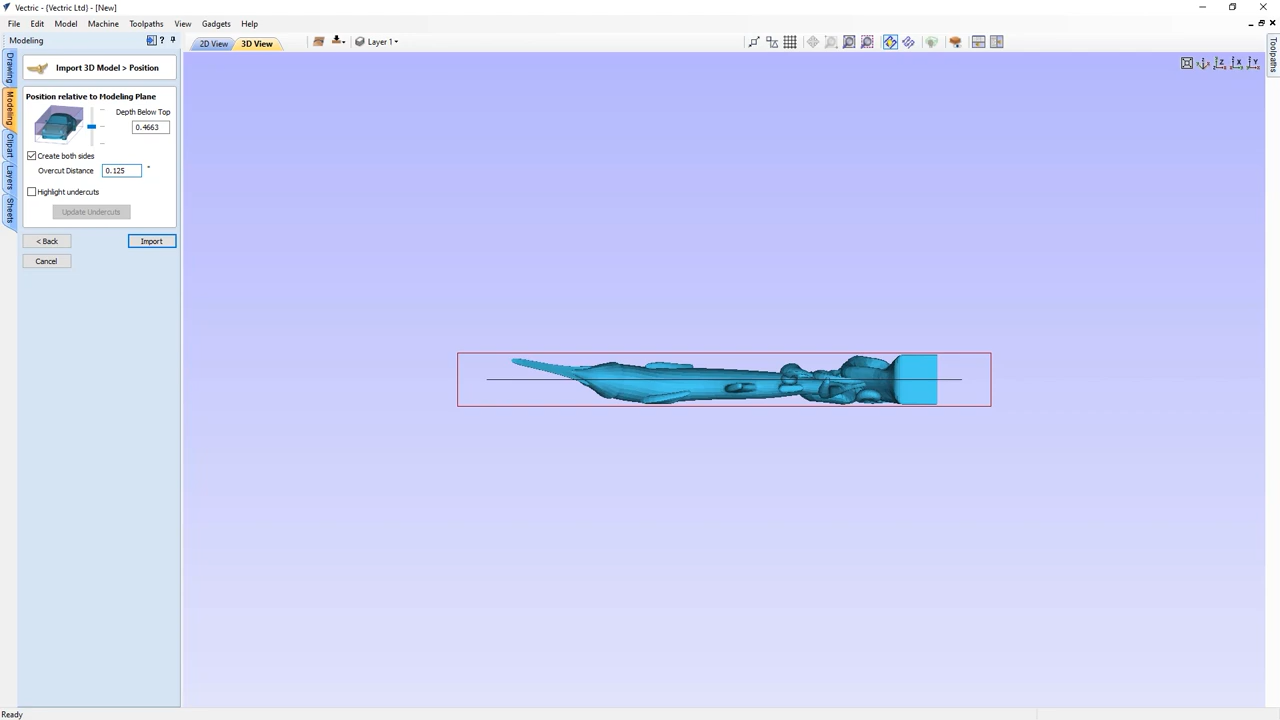 Vectric - {Vectric Ltd} - [New]
File Edit Model Machine Toolpaths View Gadgets Help
Modeling
2D View 3D View Layer 1
Import 3D Model > Position
Position relative to Modeling Plane
Depth Below Top
0.4663
Create both sides
Overcut Distance 0.125 "
Highlight undercuts
Update Undercuts
< Back Import
Cancel
Drawing
Modeling
Clipart
Layers
Sheets
Toolpaths
Z X Y
Ready